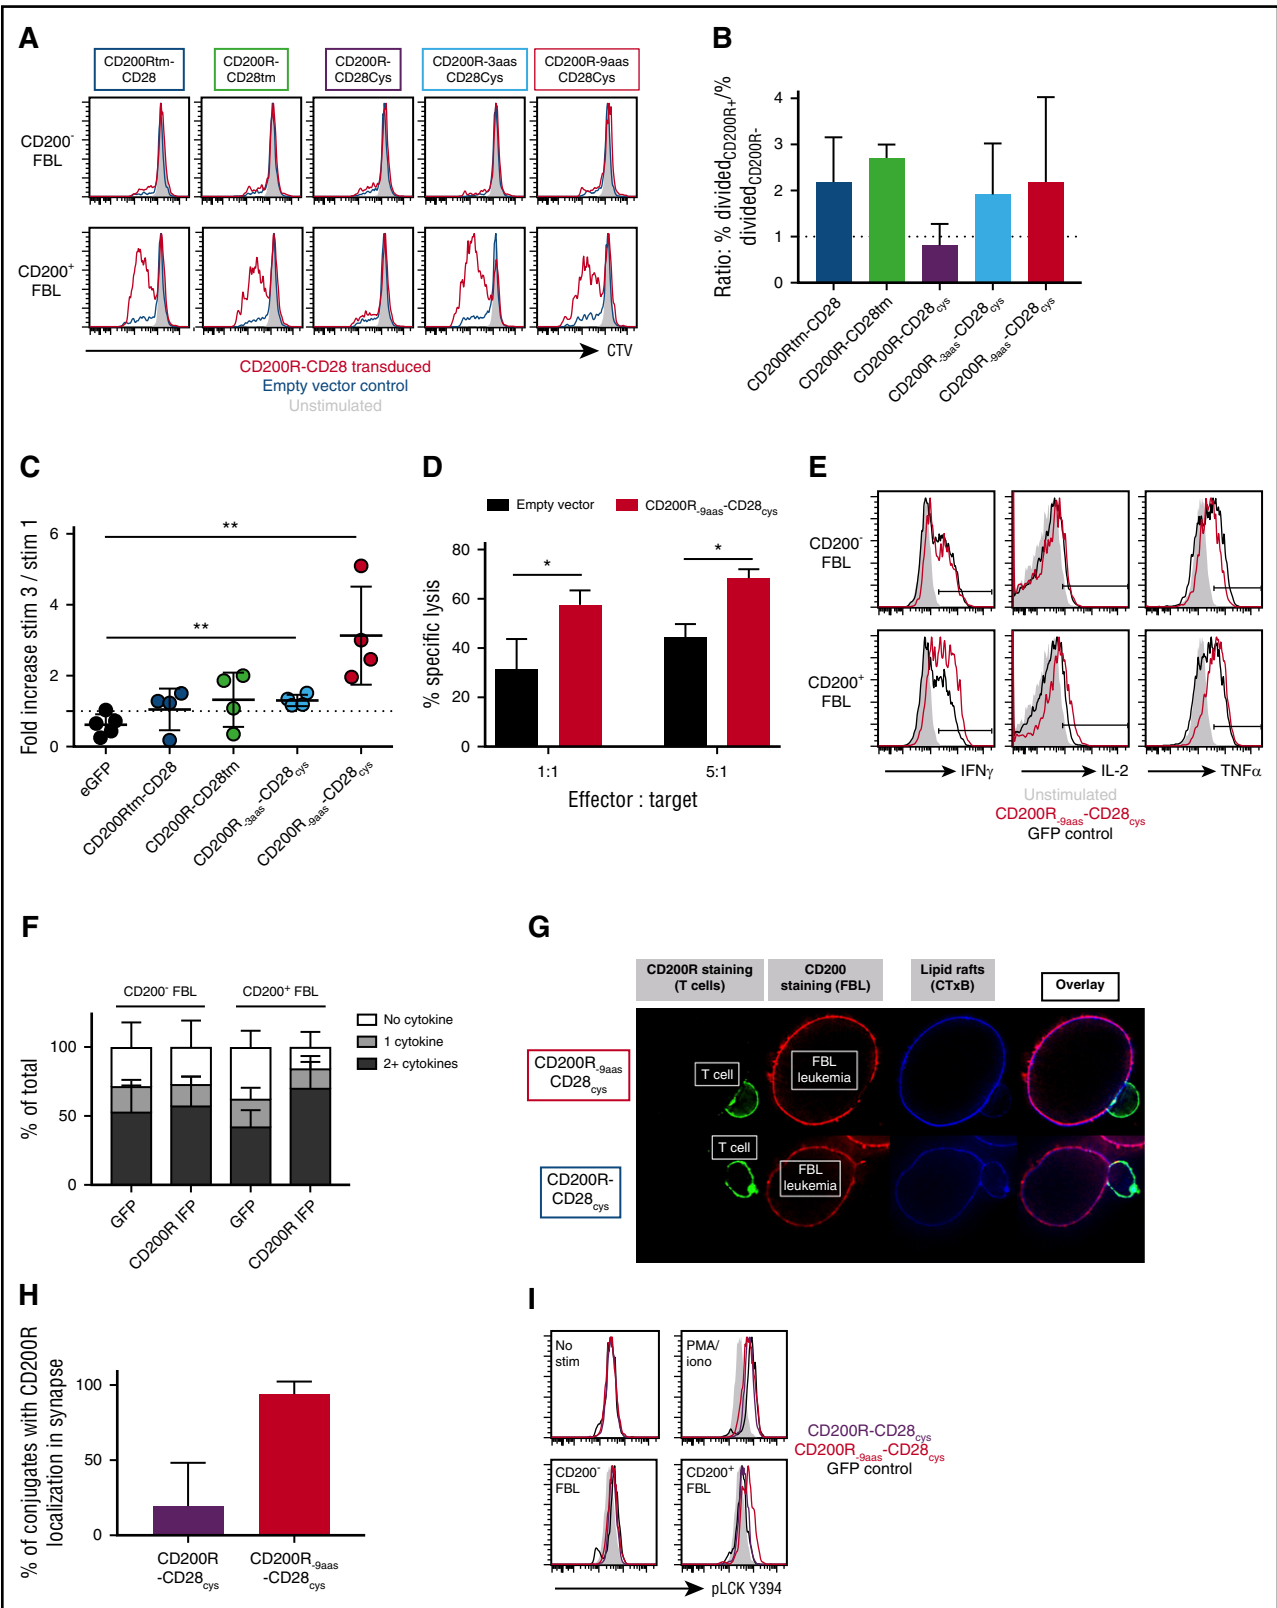 A
CD200Rtm-
CD28
CD200R-
CD28tm
CD200R-
CD28Cys
CD200R-3aas
CD28Cys
CD200R-9aas
CD28Cys
CD200-
FBL
CD200+
FBL
CTV
CD200R-CD28 transduced
Empty vector control
Unstimulated
B
Ratio: % dividedCD200R+/%
dividedCD200R-
4
3
2
1
0
CD200Rtm-CD28
CD200R-CD28tm
CD200R-CD28cys
CD200R-3aas-CD28cys
CD200R-9aas-CD28cys
C
Fold increase stim 3 / stim 1
6
4
2
0
**
**
eGFP
CD200Rtm-CD28
CD200R-CD28tm
CD200R-3aas-CD28cys
CD200R-9aas-CD28cys
D
Empty vector
CD200R-9aas-CD28cys
% specific lysis
80
60
40
20
0
*
*
1:1
5:1
Effector : target
E
CD200-
FBL
CD200+
FBL
IFNγ
IL-2
TNFα
Unstimulated
CD200R-9aas-CD28cys
GFP control
F
CD200- FBL
CD200+ FBL
No cytokine
1 cytokine
2+ cytokines
% of total
100
50
0
GFP
CD200R IFP
GFP
CD200R IFP
G
CD200R staining
(T cells)
CD200
staining (FBL)
Lipid rafts
(CTxB)
Overlay
CD200R-9aas
CD28cys
T cell
FBL
leukemia
CD200R-
CD28cys
T cell
FBL
leukemia
H
% of conjugates with CD200R
localization in synapse
100
50
0
CD200R
-CD28cys
CD200R-9aas
-CD28cys
I
No
stim
PMA/
iono
CD200-
FBL
CD200+
FBL
pLCK Y394
CD200R-CD28cys
CD200R-9aas-CD28cys
GFP control